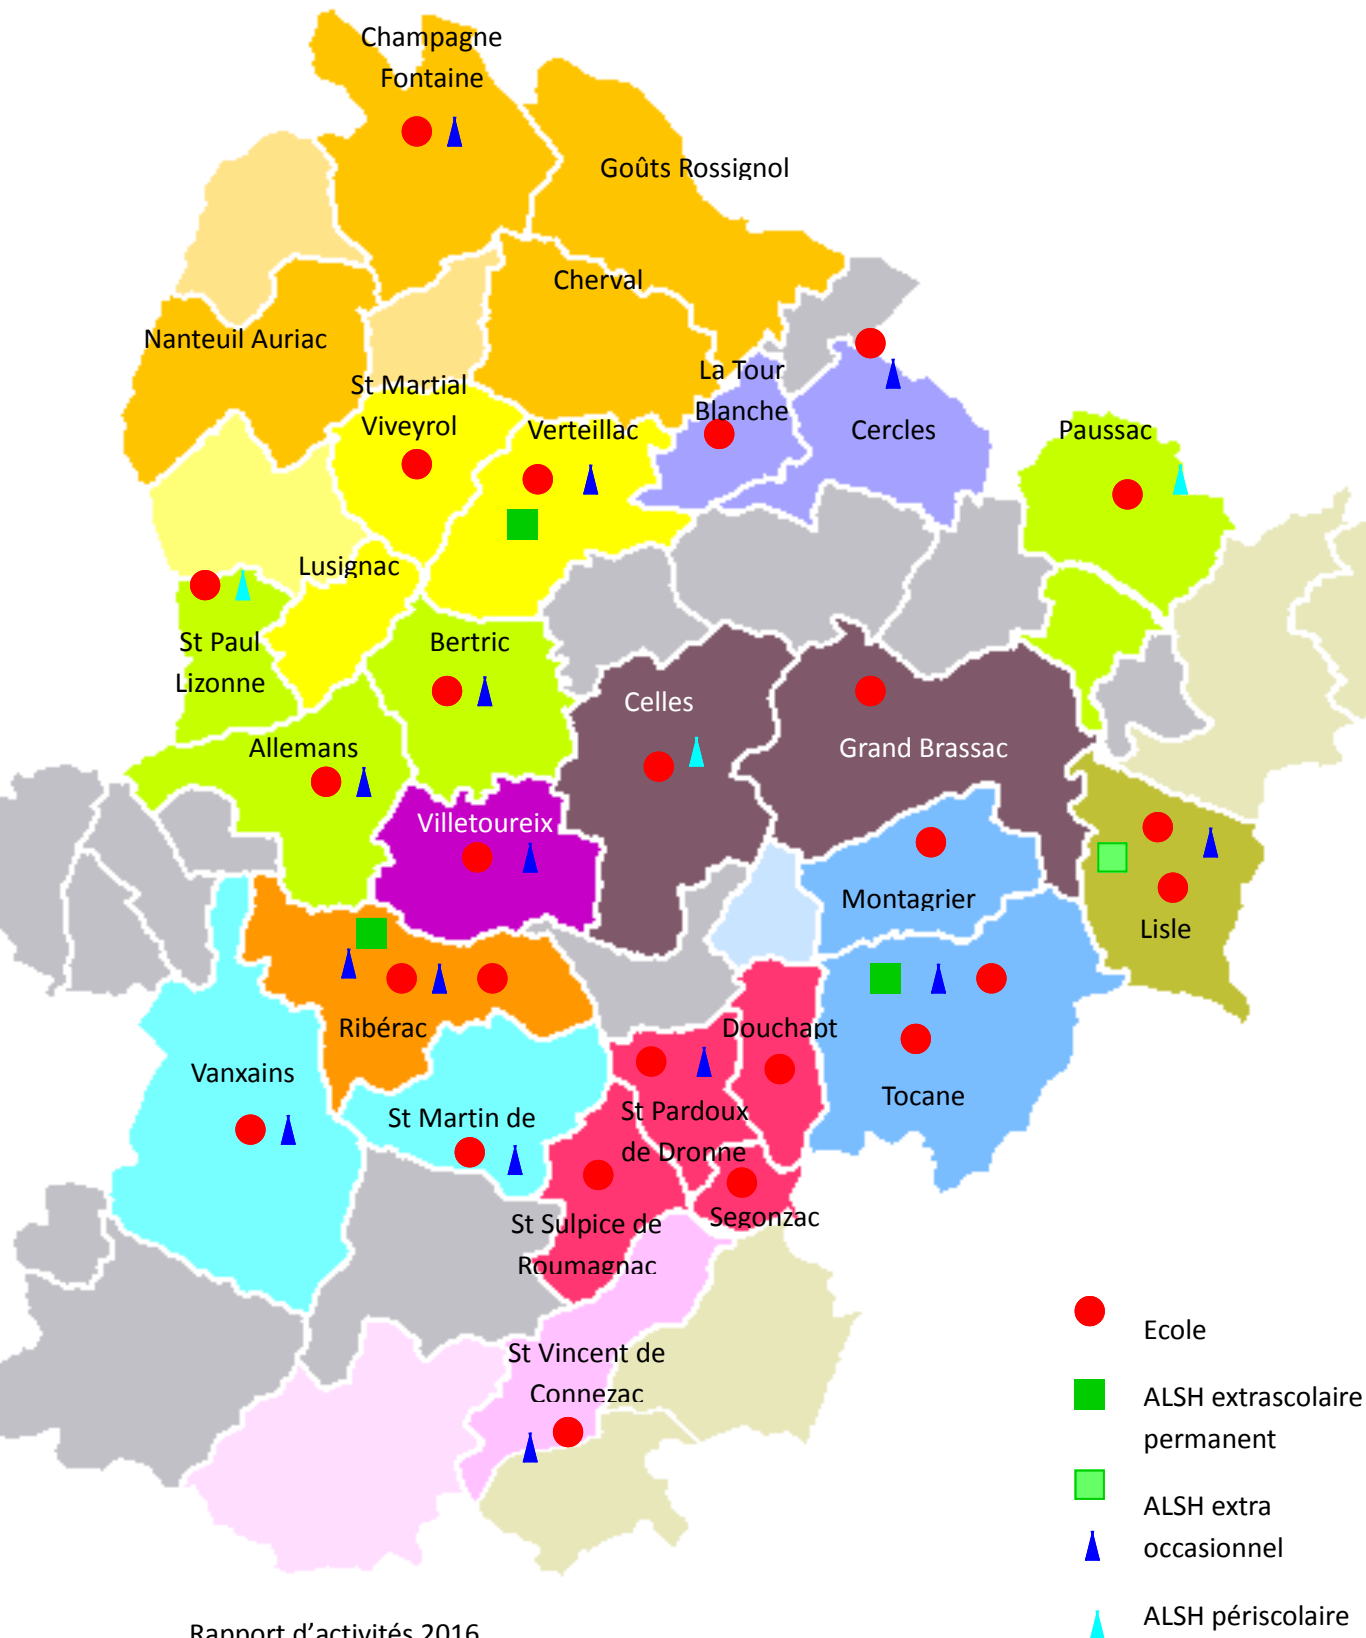 Champagne
Fontaine
Goûts Rossignol
Cherval
Nanteuil Auriac
La Tour
Blanche
St Martial
Viveyrol
Verteillac
Cercles
Paussac
Lusignac
St Paul
Lizonne
Bertric
Celles
Grand Brassac
Allemans
Villetoureix
Montagrier
Lisle
Ribérac
Douchapt
Vanxains
St Martin de
St Pardoux
de Dronne
Tocane
St Sulpice de
Roumagnac
Segonzac
St Vincent de
Connezac
Ecole
ALSH extrascolaire
permanent
ALSH extra
occasionnel
ALSH périscolaire
Rapport d'activités 2016